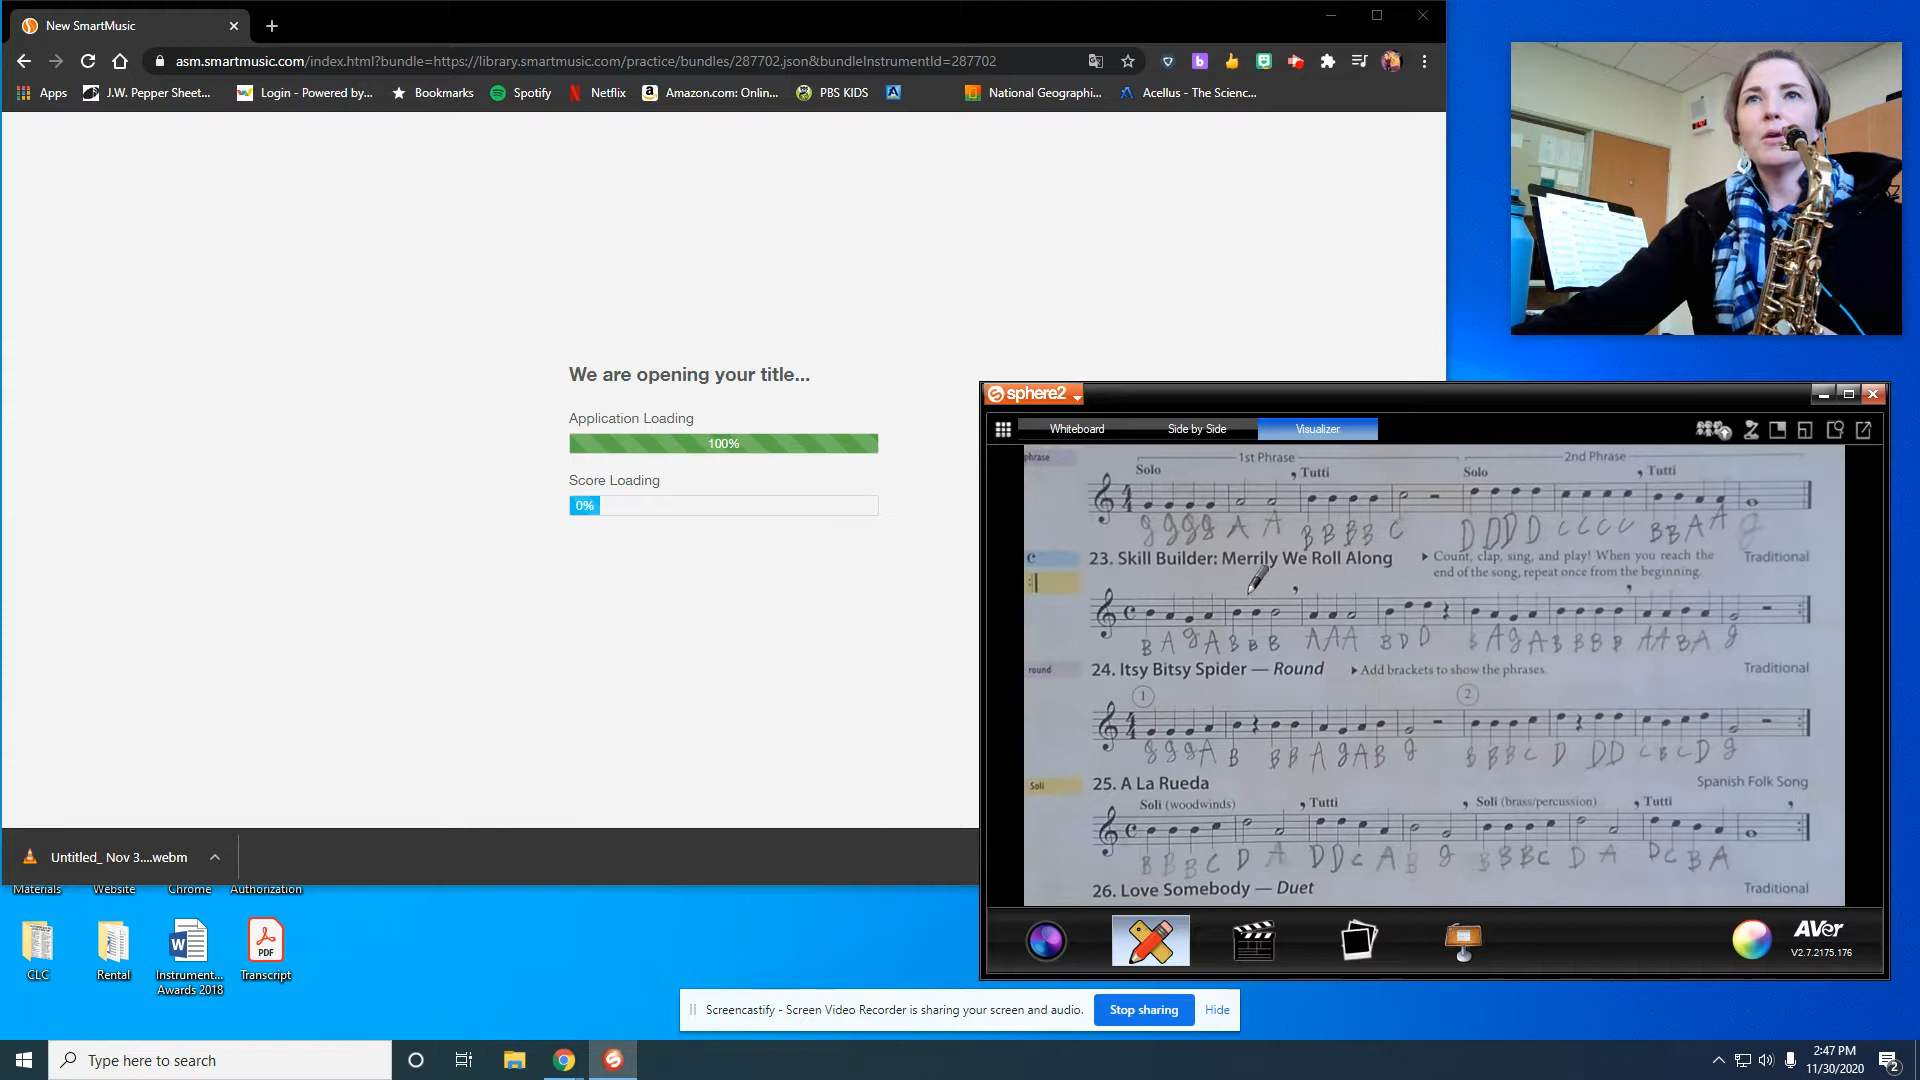 New SmartMusic
asm.smartmusic.com/index.html?bundle=https://library.smartmusic.com/practice/bundles/287702.json&bundleInstrumentId=287702
Apps J.W. Pepper Sheet... Login - Powered by... Bookmarks Spotify Netflix Amazon.com: Onlin... PBS KIDS National Geographi... Acellus - The Scienc...
We are opening your title...
Application Loading
100%
Score Loading
0%
sphere2
Whiteboard Side by Side Visualizer
phrase 1st Phrase 2nd Phrase
Solo , Tutti Solo , Tutti
g g g g A A B B B B C D D D D C C C C B B A A g
23. Skill Builder: Merrily We Roll Along Count, clap, sing, and play! When you reach the Traditional
end of the song, repeat once from the beginning.
B A g A B B B A A A B D D B A g A B B B B A A B A g
round 24. Itsy Bitsy Spider — Round Add brackets to show the phrases. Traditional
1 2
g g g A B B B A g A B g B B B C D D D C B C D g
Soli 25. A La Rueda Spanish Folk Song
Soli (woodwinds) , Tutti , Soli (brass/percussion) , Tutti ,
B B B C D A D D C A B g B B B C D A D C B A
26. Love Somebody — Duet Traditional
AVer
V2.7.2175.176
Untitled_ Nov 3....webm
Materials Website Chrome Authorization
CLC Rental Instrument... Awards 2018 Transcript
PDF
Screencastify - Screen Video Recorder is sharing your screen and audio. Stop sharing Hide
Type here to search
2:47 PM
11/30/2020
2